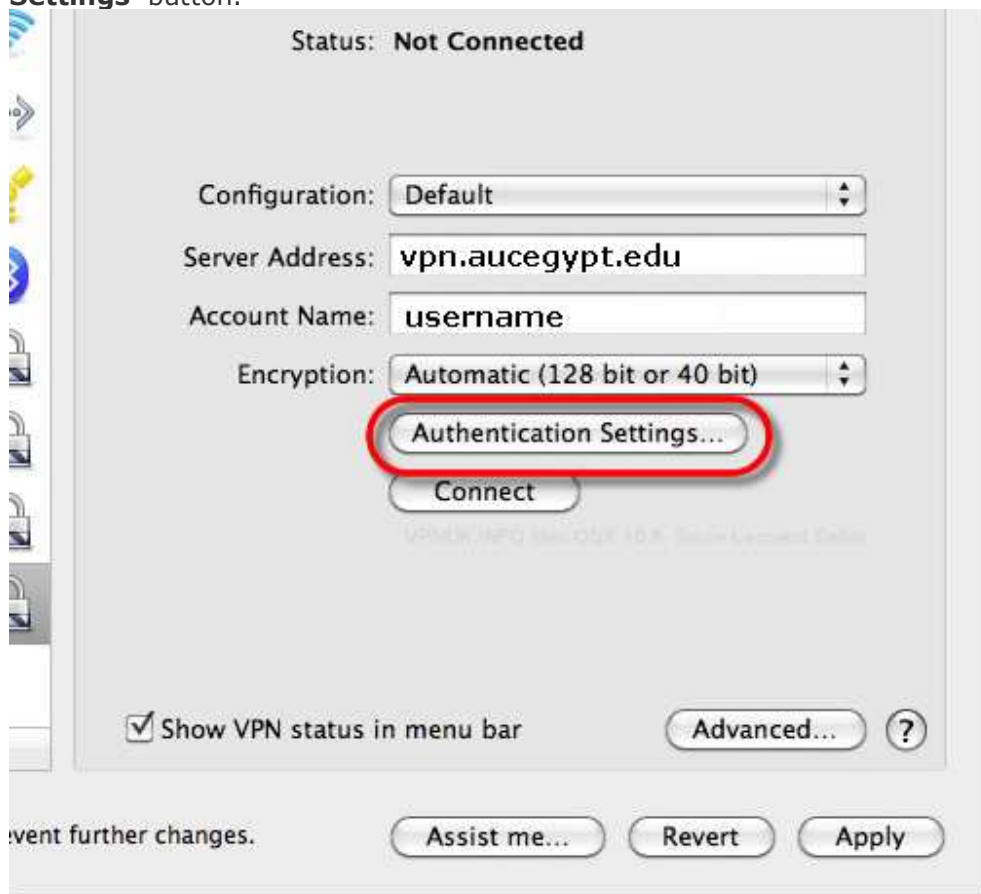 Settings" button.
Status: Not Connected
Configuration: Default
Server Address: vpn.aucegypt.edu
Account Name: username
Encryption: Automatic (128 bit or 40 bit)
Authentication Settings...
Connect
Show VPN status in menu bar Advanced... ?
event further changes. Assist me... Revert Apply